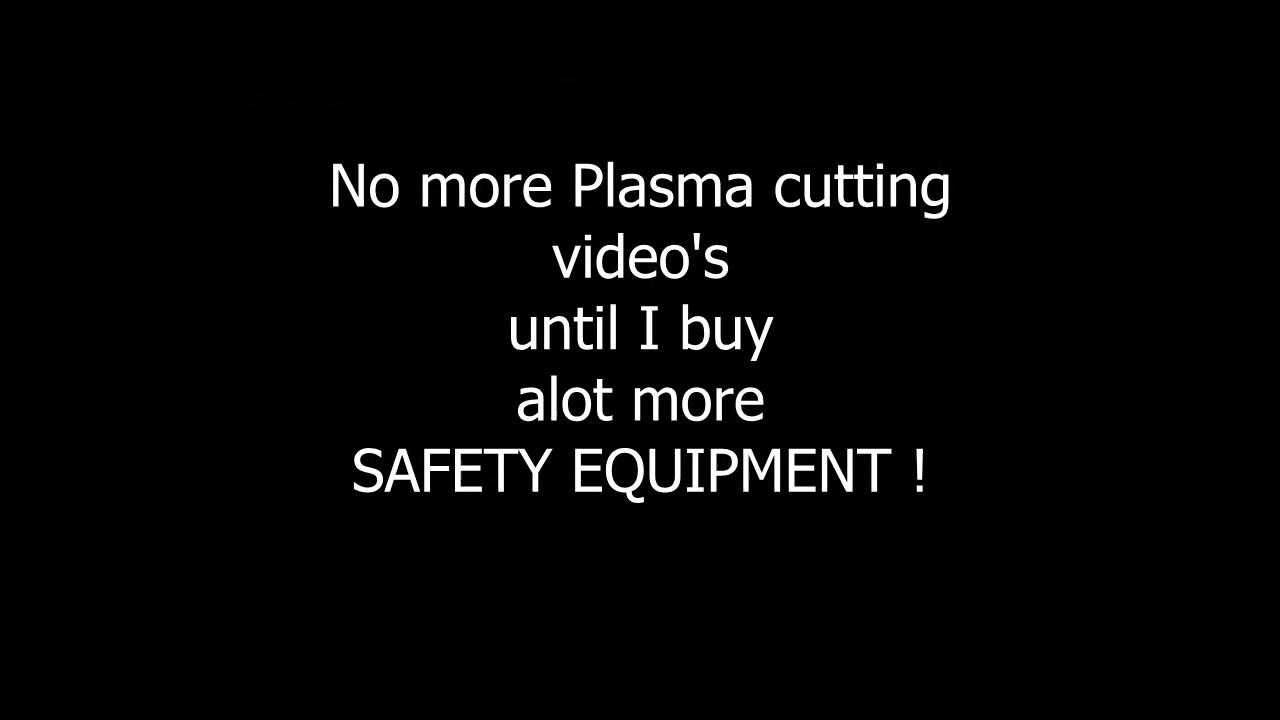 No more Plasma cutting
video's
until I buy
alot more
SAFETY EQUIPMENT !